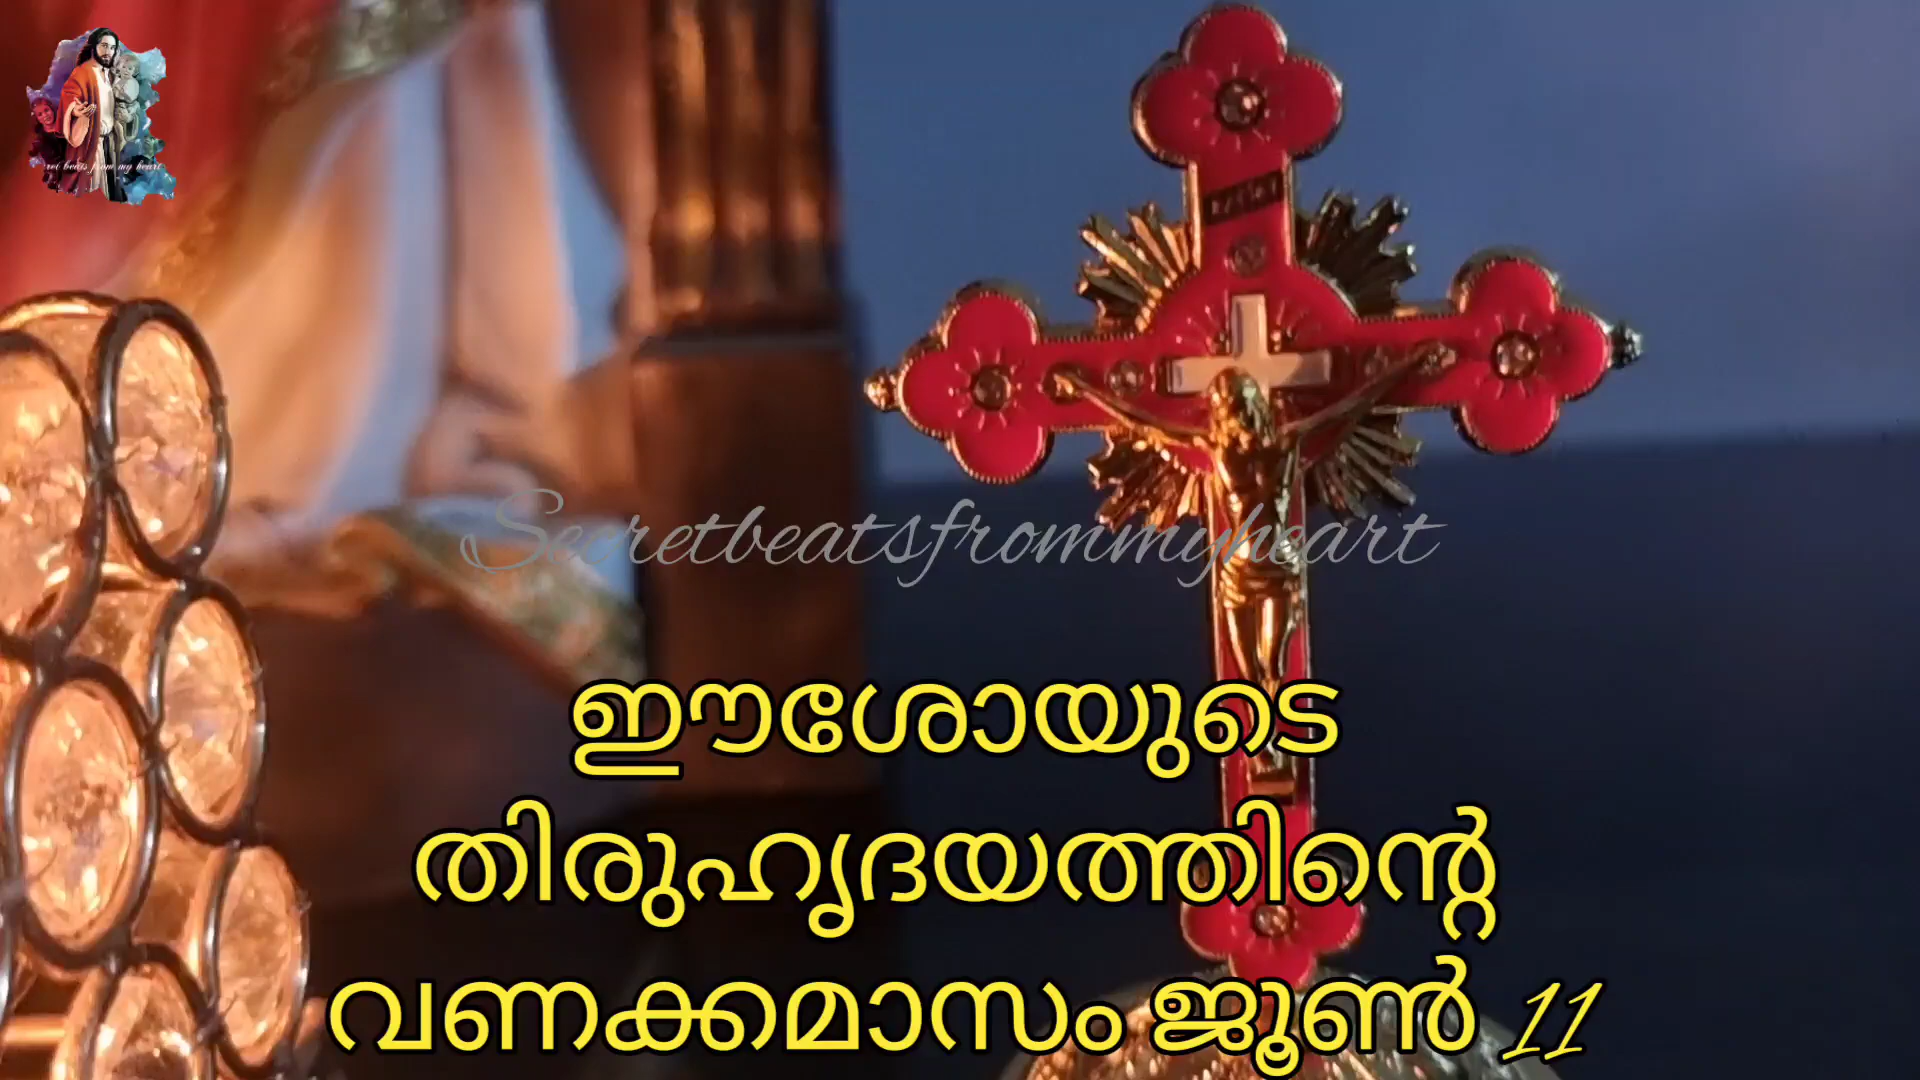 Secretbeatsfrommyheart
ഈശോയുടെ
തിരുഹൃദയത്തിന്റെ
വണക്കമാസം ജൂൺ 11